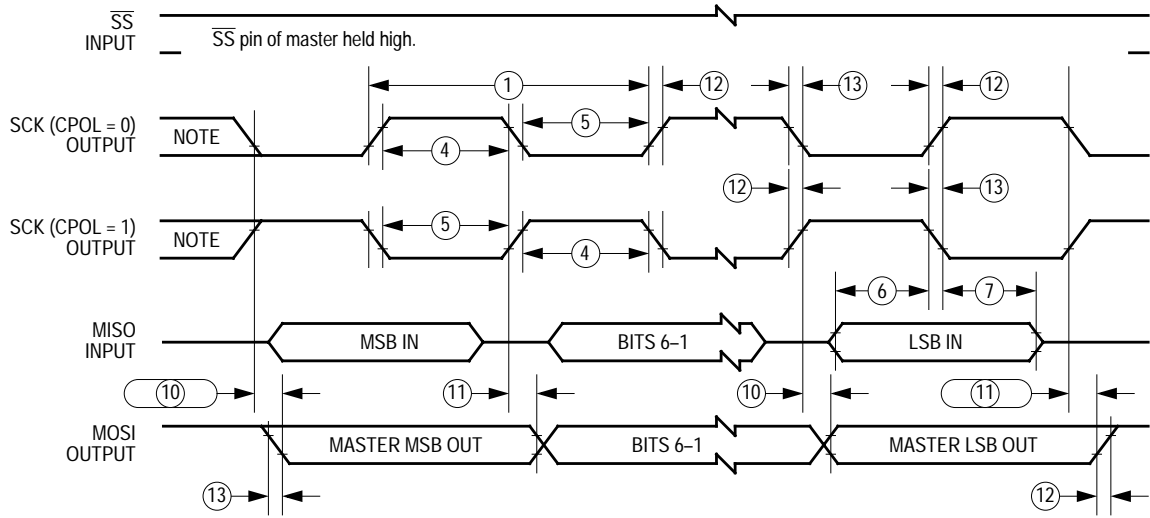 SS
INPUT
SS pin of master held high.
1
12
13
12
SCK (CPOL = 0)
OUTPUT
NOTE
5
4
12
13
SCK (CPOL = 1)
OUTPUT
NOTE
5
4
6
7
MISO
INPUT
MSB IN
BITS 6–1
LSB IN
10
11
10
11
MOSI
OUTPUT
MASTER MSB OUT
BITS 6–1
MASTER LSB OUT
13
12